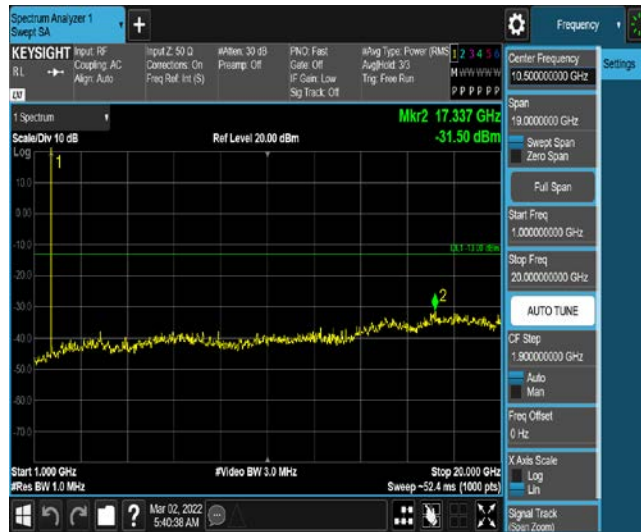 Spectrum Analyzer 1
Swept SA
+
Frequency
KEYSIGHT
RL
LXI
Input: RF
Coupling: AC
Align: Auto
Input Z: 50 Ω
Corrections: On
Freq Ref: Int (S)
#Atten: 30 dB
Preamp: Off
PNO: Fast
Gate: Off
IF Gain: Low
Sig Track: Off
#Avg Type: Power (RMS
Avg|Hold: 3/3
Trig: Free Run
1 2 3 4 5 6
M W W W W W
P P P P P P
1 Spectrum
Scale/Div 10 dB
Ref Level 20.00 dBm
Mkr2 17.337 GHz
-31.50 dBm
Log
1
10.0
0.00
-10.0
DL1 -13.00 dBm
-20.0
2
-30.0
-40.0
-50.0
-60.0
-70.0
Start 1.000 GHz
#Video BW 3.0 MHz
Stop 20.000 GHz
#Res BW 1.0 MHz
Sweep ~52.4 ms (1000 pts)
?
Mar 02, 2022
5:40:38 AM
Center Frequency
10.500000000 GHz
Settings
Span
19.0000000 GHz
Swept Span
Zero Span
Full Span
Start Freq
1.000000000 GHz
Stop Freq
20.000000000 GHz
AUTO TUNE
CF Step
1.900000000 GHz
Auto
Man
Freq Offset
0 Hz
X Axis Scale
Log
Lin
Signal Track
(Span Zoom)